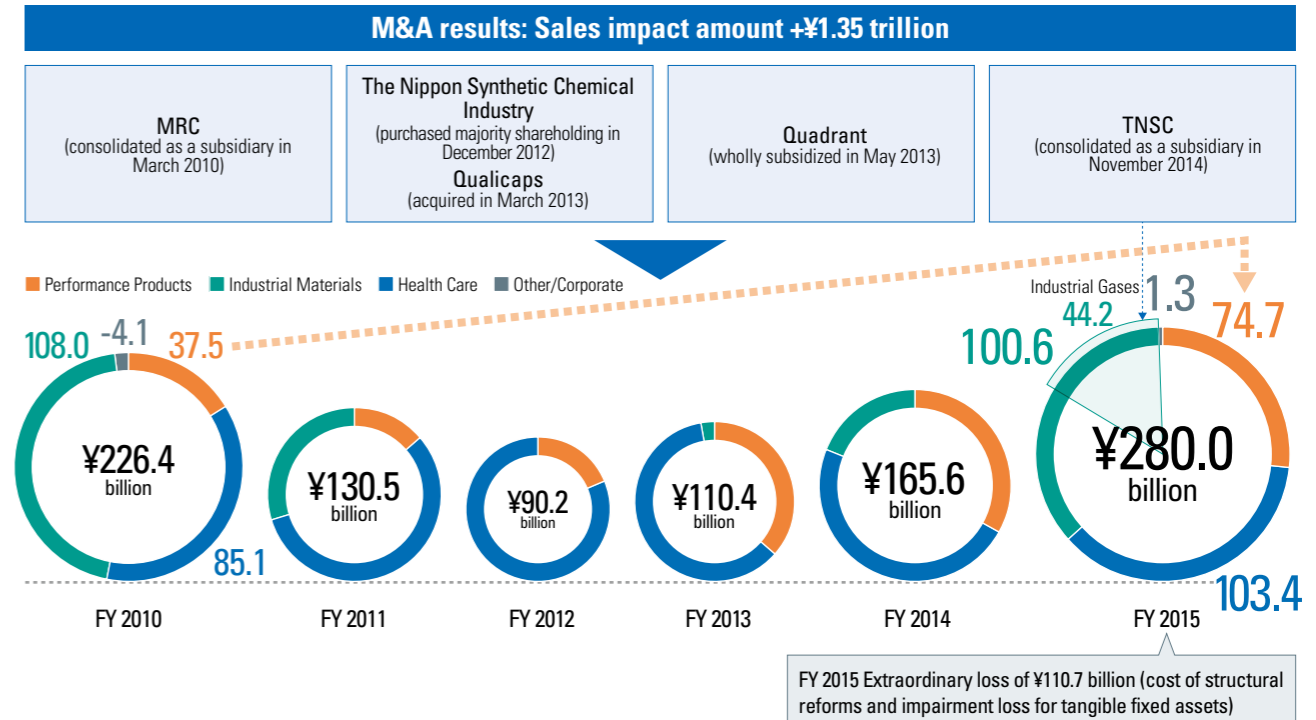 M&A results: Sales impact amount +¥1.35 trillion
MRC
(consolidated as a subsidiary in
March 2010)
The Nippon Synthetic Chemical
Industry
(purchased majority shareholding in
December 2012)
Qualicaps
(acquired in March 2013)
Quadrant
(wholly subsidized in May 2013)
TNSC
(consolidated as a subsidiary in
November 2014)
Performance Products Industrial Materials Health Care Other/Corporate
108.0 -4.1 37.5
¥226.4
billion
85.1
¥130.5
billion
¥90.2
billion
¥110.4
billion
¥165.6
billion
Industrial Gases
44.2
1.3
74.7
100.6
¥280.0
billion
103.4
FY 2010 FY 2011 FY 2012 FY 2013 FY 2014 FY 2015
FY 2015 Extraordinary loss of ¥110.7 billion (cost of structural
reforms and impairment loss for tangible fixed assets)